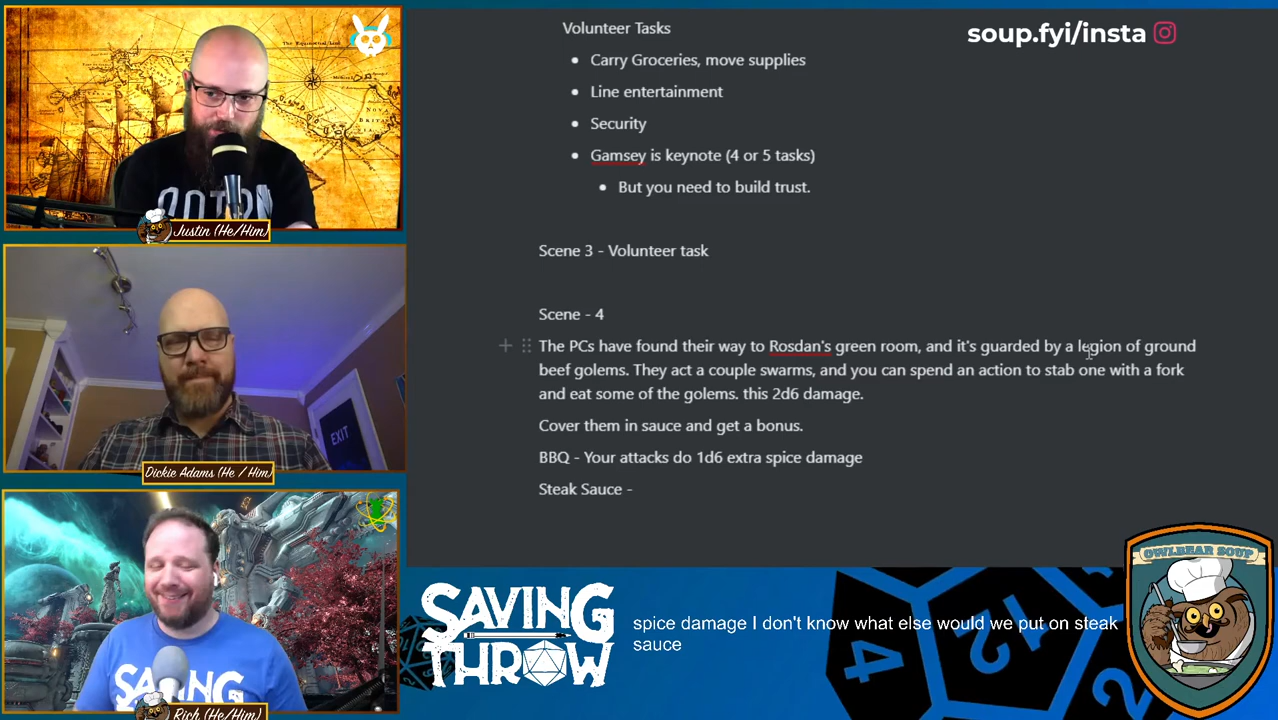 Volunteer Tasks
soup.fyi/insta
Carry Groceries, move supplies
Line entertainment
Security
Gamsey is keynote (4 or 5 tasks)
But you need to build trust.
Justin (He/Him)
Scene 3 - Volunteer task
Scene - 4
The PCs have found their way to Rosdan's green room, and it's guarded by a legion of ground
beef golems. They act a couple swarms, and you can spend an action to stab one with a fork
and eat some of the golems. this 2d6 damage.
Cover them in sauce and get a bonus.
BBQ - Your attacks do 1d6 extra spice damage
Steak Sauce -
EXIT
Dickie Adams (He / Him)
SAVING
THROW
spice damage I don't know what else would we put on steak
sauce
OWLBEAR SOUP
12
4
2
SAVING
Rich (He/Him)